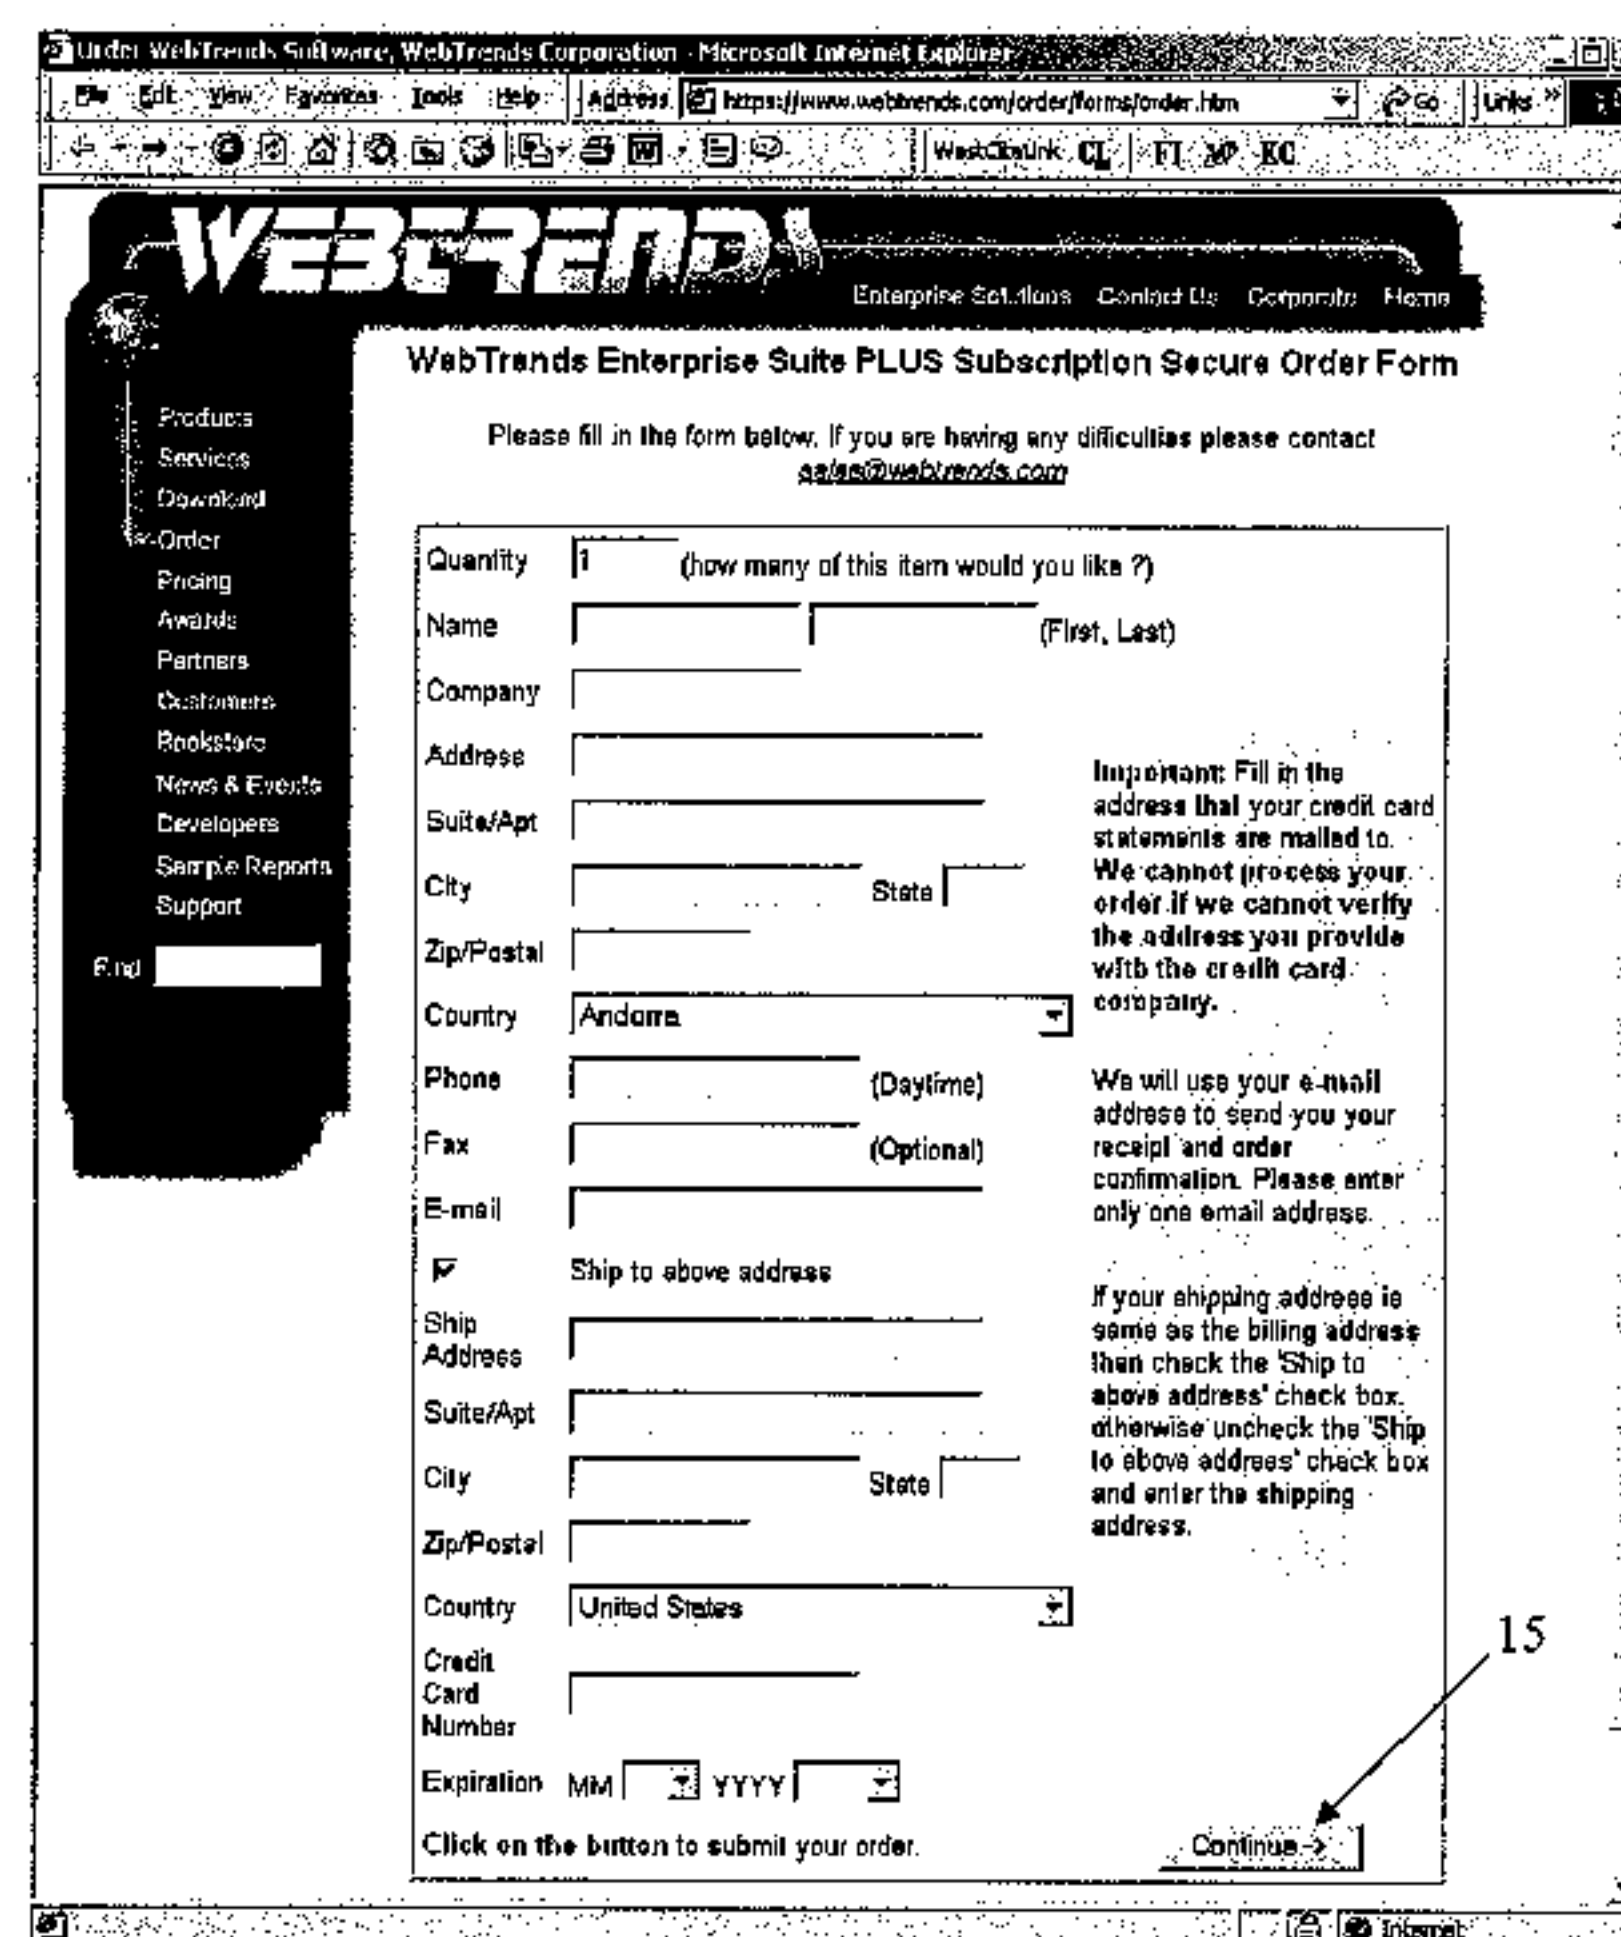 Order WebTrends Software, WebTrends Corporation - Microsoft Internet Explorer
File Edit View Favorites Tools Help Address https://www.webtrends.com/order/forms/order.htm Go Links »
WestCiteLink CL FI KC
WEBTRENDS
Enterprise Solutions Contact Us Corporate Home
WebTrends Enterprise Suite PLUS Subscription Secure Order Form
Please fill in the form below. If you are having any difficulties please contact
sales@webtrends.com
Products
Services
Download
Order
Pricing
Awards
Partners
Customers
Bookstore
News & Events
Developers
Sample Reports
Support
Find
Quantity 1 (how many of this item would you like ?)
Name (First, Last)
Company
Address
Suite/Apt
City State
Zip/Postal
Country Andorra
Phone (Daytime)
Fax (Optional)
E-mail
Ship to above address
Ship
Address
Suite/Apt
City State
Zip/Postal
Country United States
Credit
Card
Number
Expiration MM YYYY
Click on the button to submit your order. Continue->
Important: Fill in the
address that your credit card
statements are mailed to.
We cannot process your
order if we cannot verify
the address you provide
with the credit card
company.
We will use your e-mail
address to send you your
receipt and order
confirmation. Please enter
only one email address.
If your shipping address is
same as the billing address
then check the 'Ship to
above address' check box.
otherwise uncheck the 'Ship
to above address' check box
and enter the shipping
address.
15
Internet